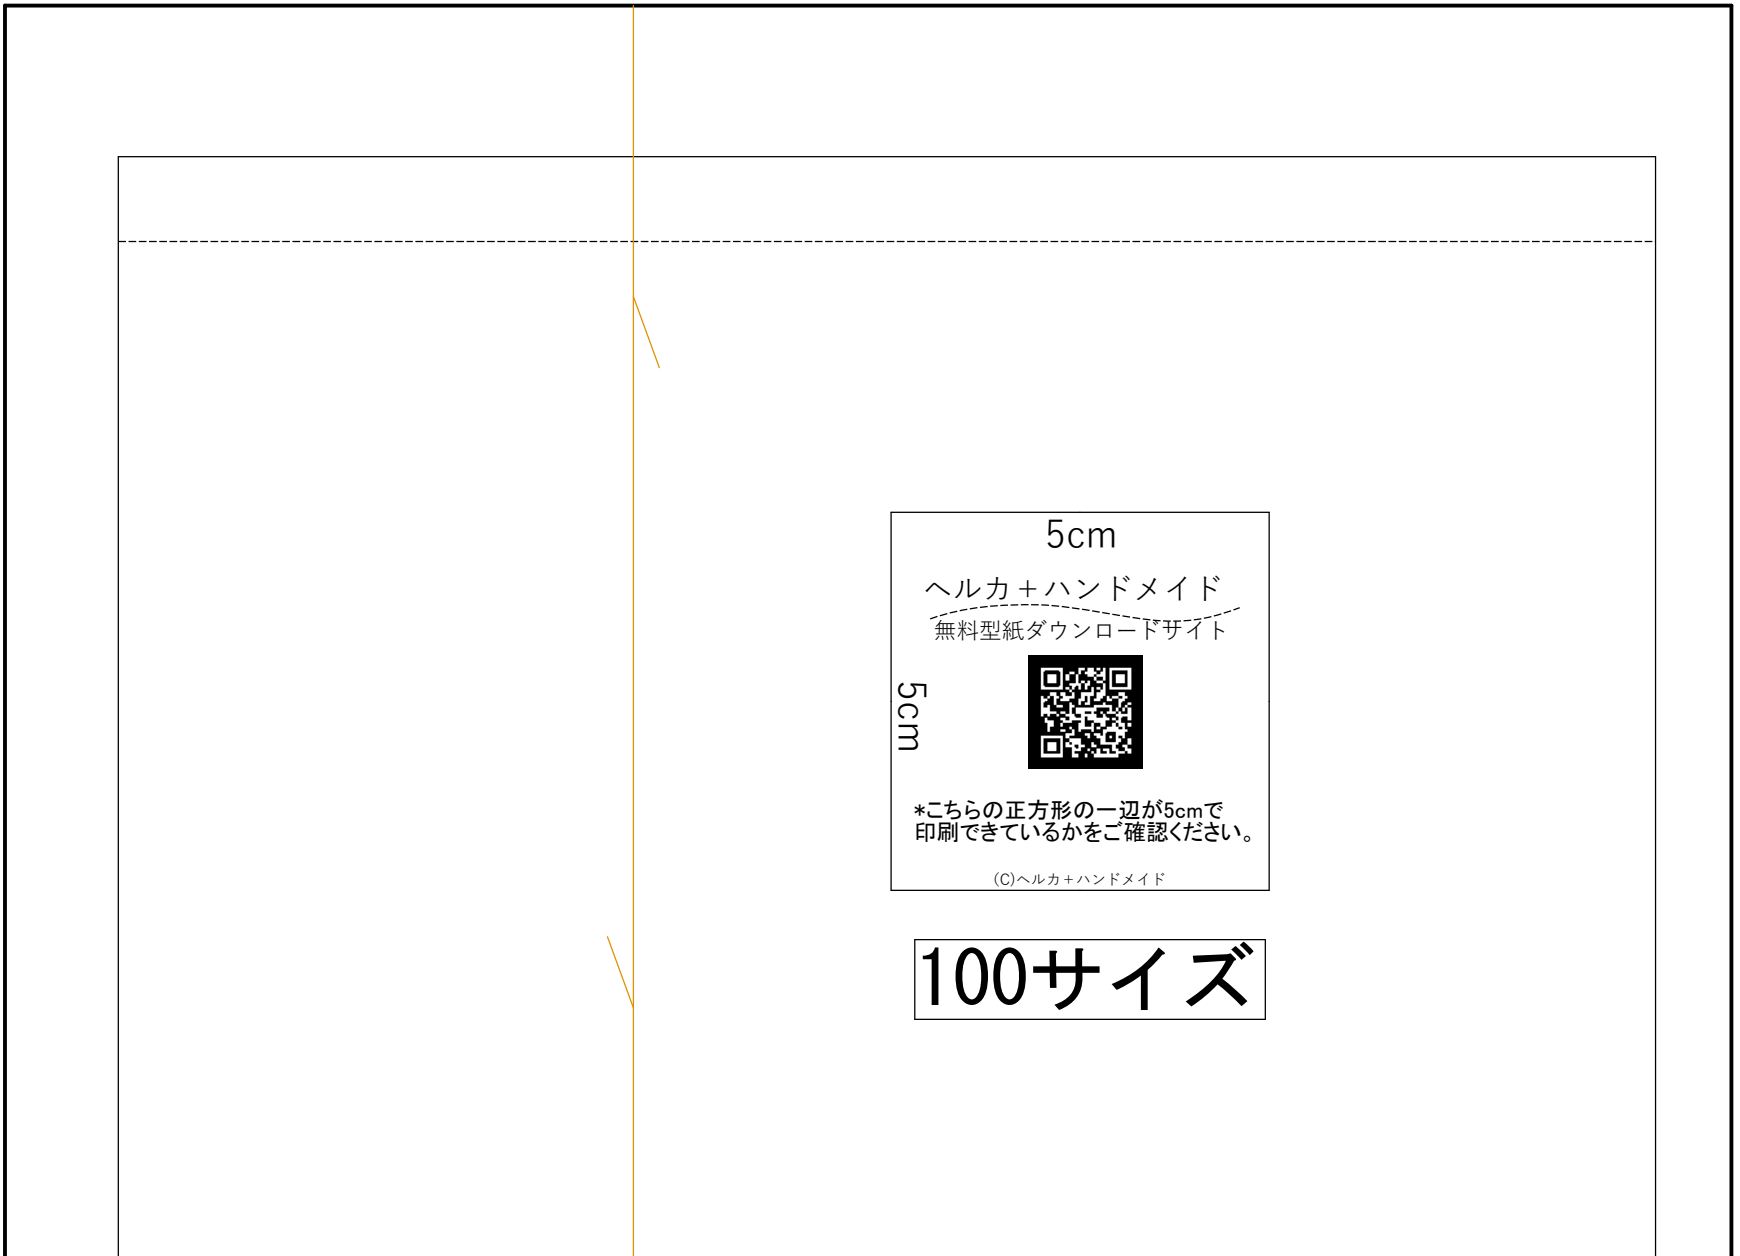 5cm
ヘルカ＋ハンドメイド
無料型紙ダウンロードサイト
5cm
*こちらの正方形の一辺が5cmで
印刷できているかをご確認ください。
(C)ヘルカ＋ハンドメイド
100サイズ